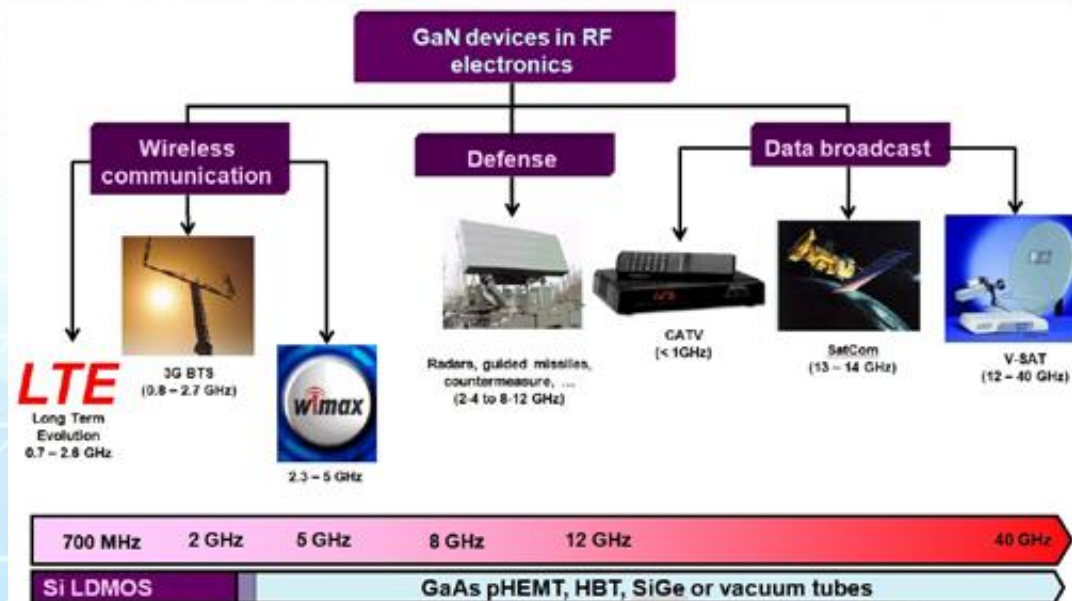 GaN devices in RF
electronics
Wireless
communication
Defense
Data broadcast
LTE
Long Term
Evolution
0.7 – 2.6 GHz
3G BTS
(0.8 – 2.7 GHz)
wimax
2.3 – 5 GHz
Radars, guided missiles,
countermeasure, ...
(2-4 to 8-12 GHz)
CATV
(< 1GHz)
SatCom
(13 – 14 GHz)
V-SAT
(12 – 40 GHz)
700 MHz 2 GHz 5 GHz 8 GHz 12 GHz 40 GHz
Si LDMOS GaAs pHEMT, HBT, SiGe or vacuum tubes